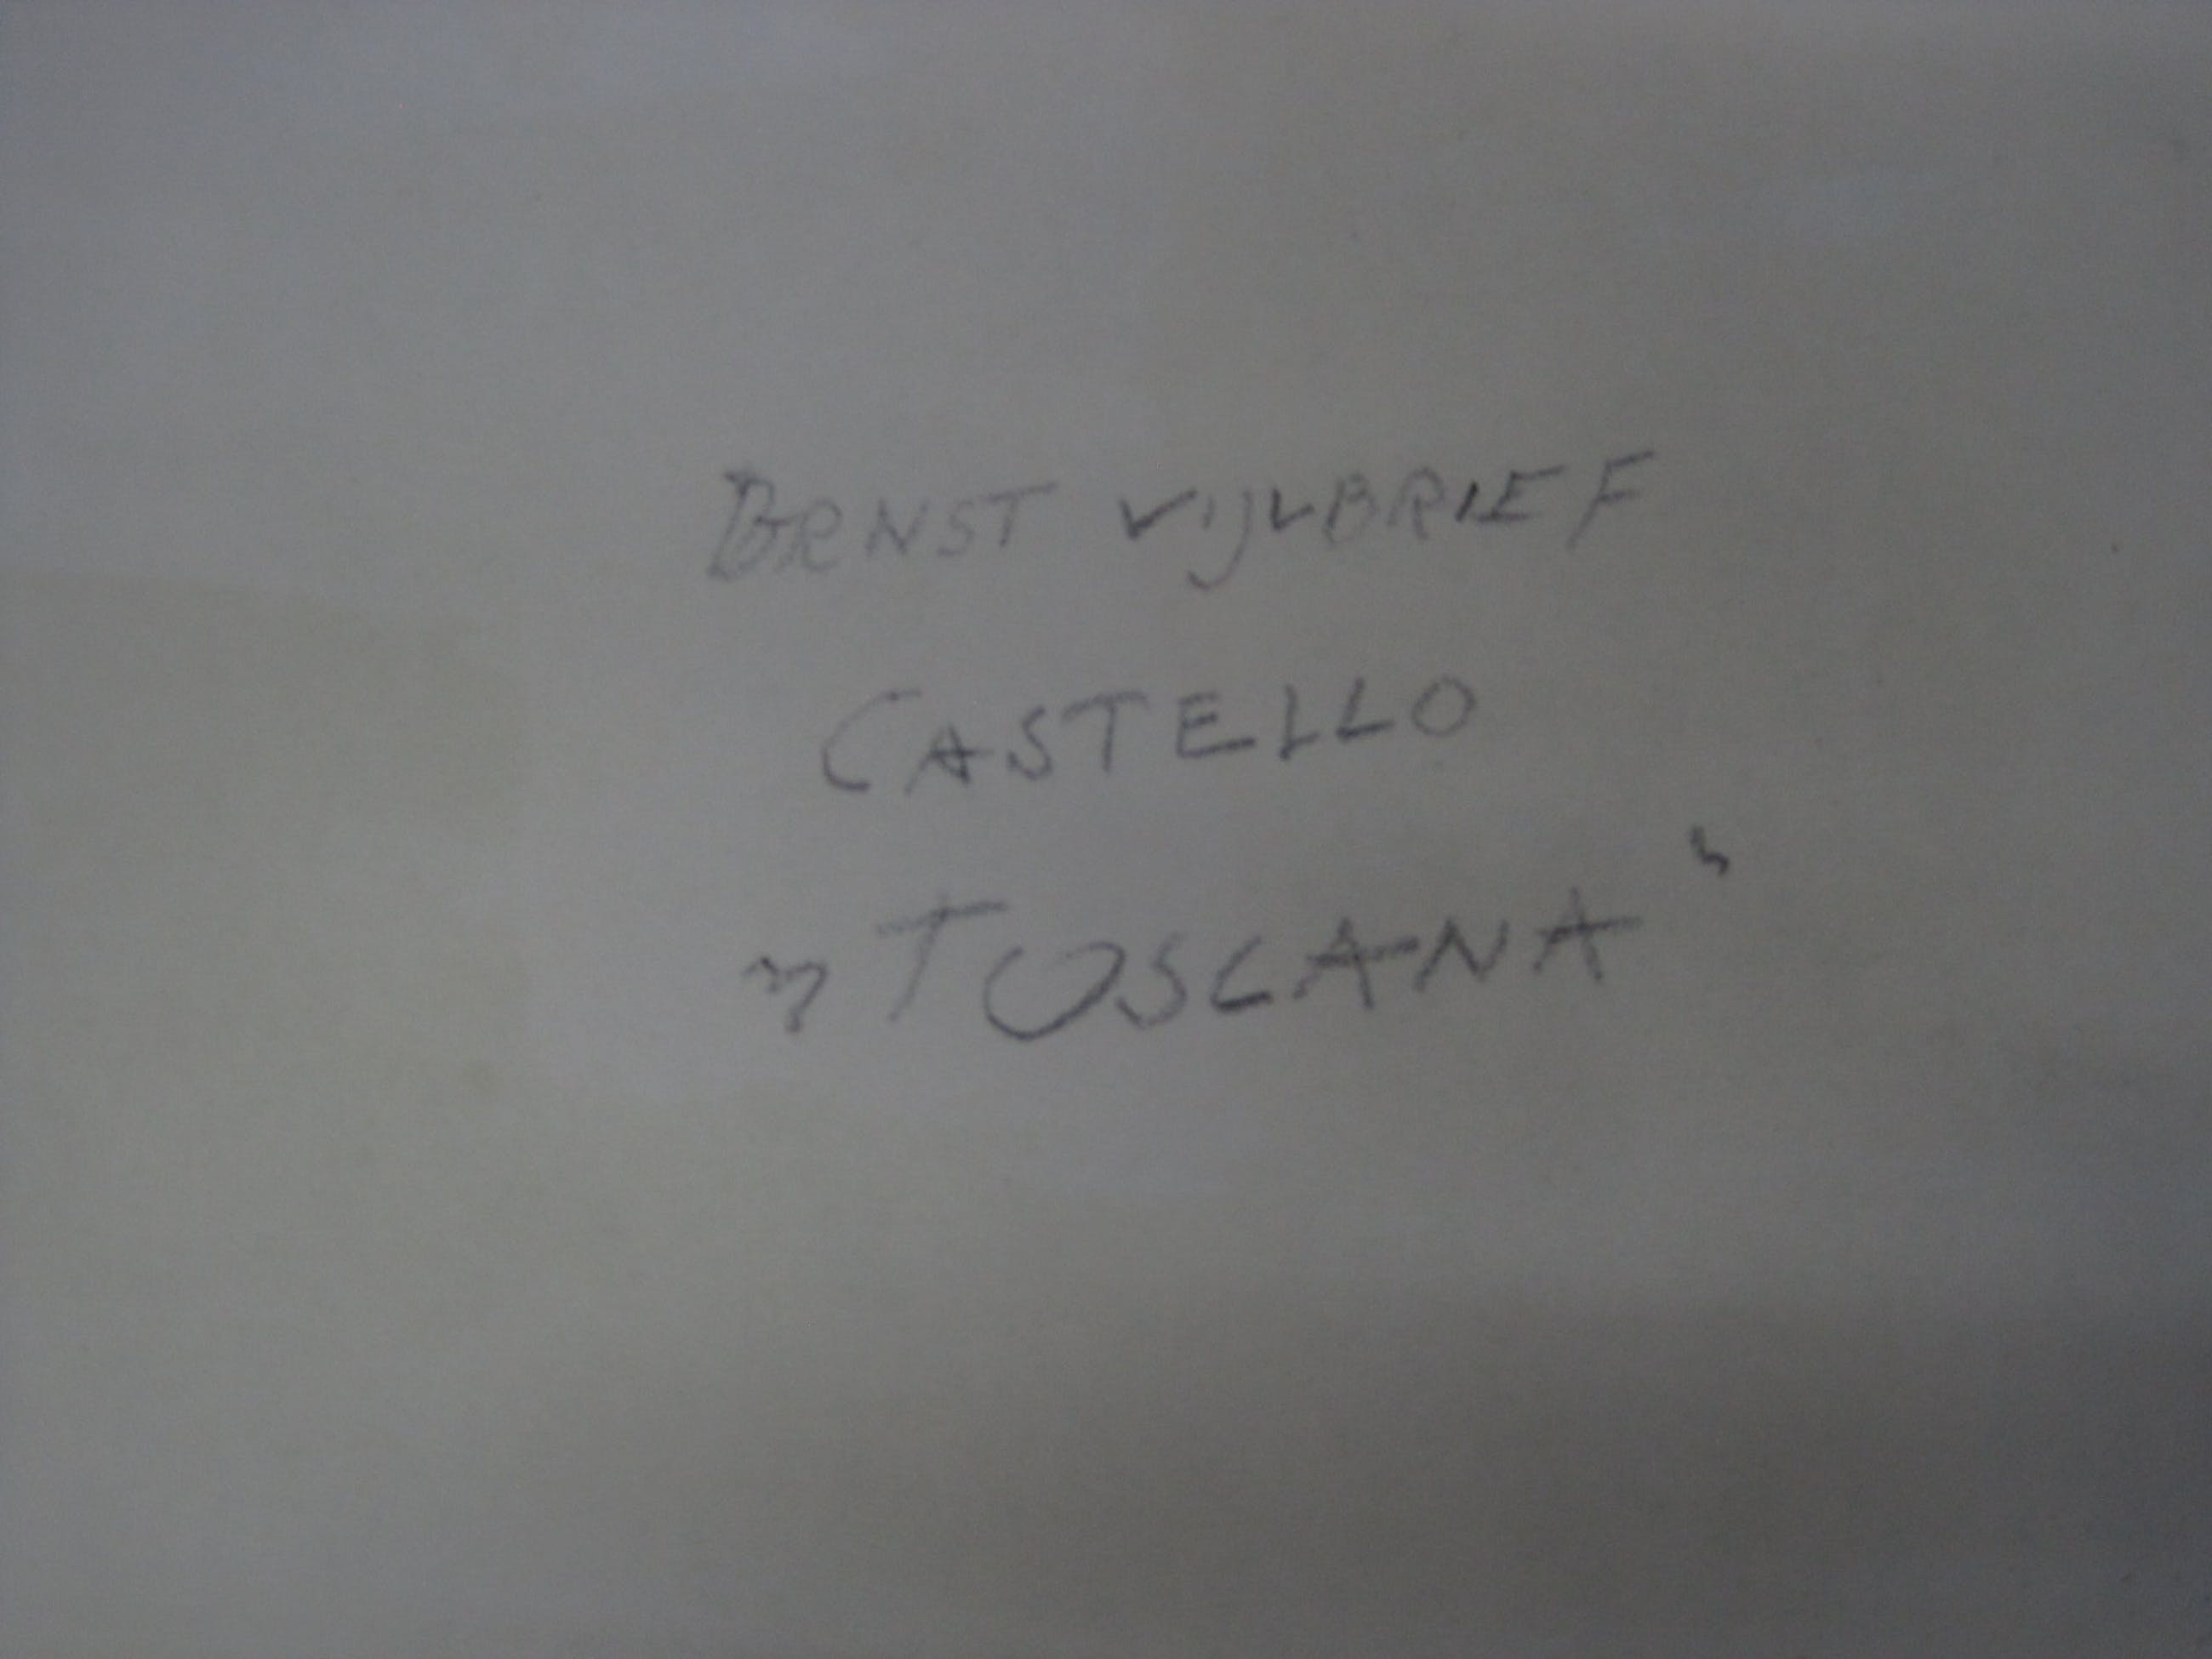 ERNST VIJLBRIEF
CASTELLO
„TOSCANA"